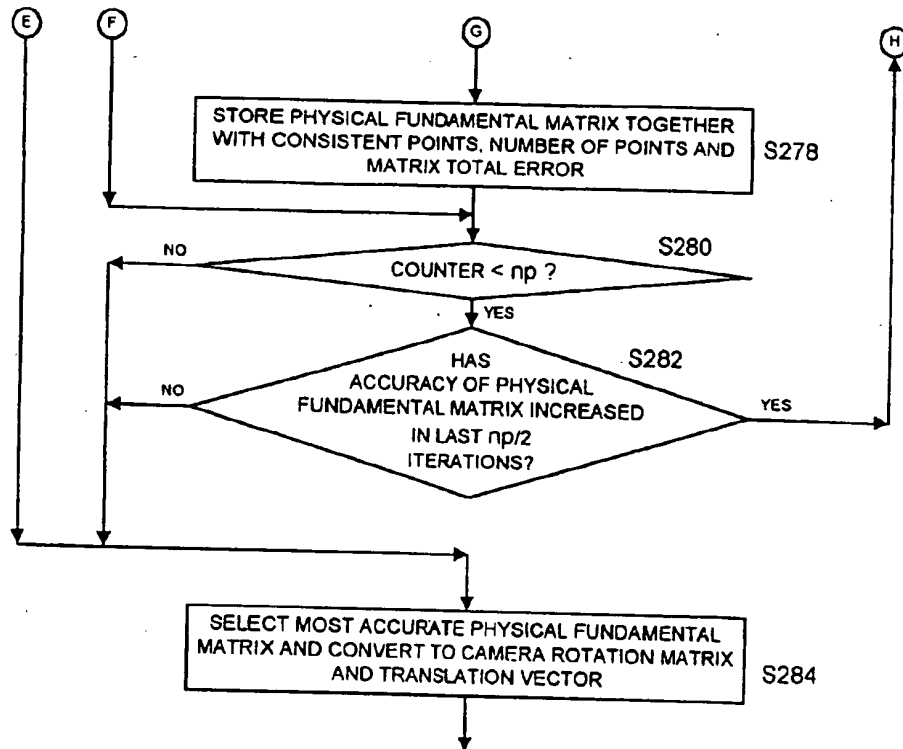 E
F
G
H
STORE PHYSICAL FUNDAMENTAL MATRIX TOGETHER
WITH CONSISTENT POINTS, NUMBER OF POINTS AND
MATRIX TOTAL ERROR
S278
S280
NO
COUNTER < np ?
YES
S282
HAS
ACCURACY OF PHYSICAL
FUNDAMENTAL MATRIX INCREASED
IN LAST np/2
ITERATIONS?
NO
YES
SELECT MOST ACCURATE PHYSICAL FUNDAMENTAL
MATRIX AND CONVERT TO CAMERA ROTATION MATRIX
AND TRANSLATION VECTOR
S284